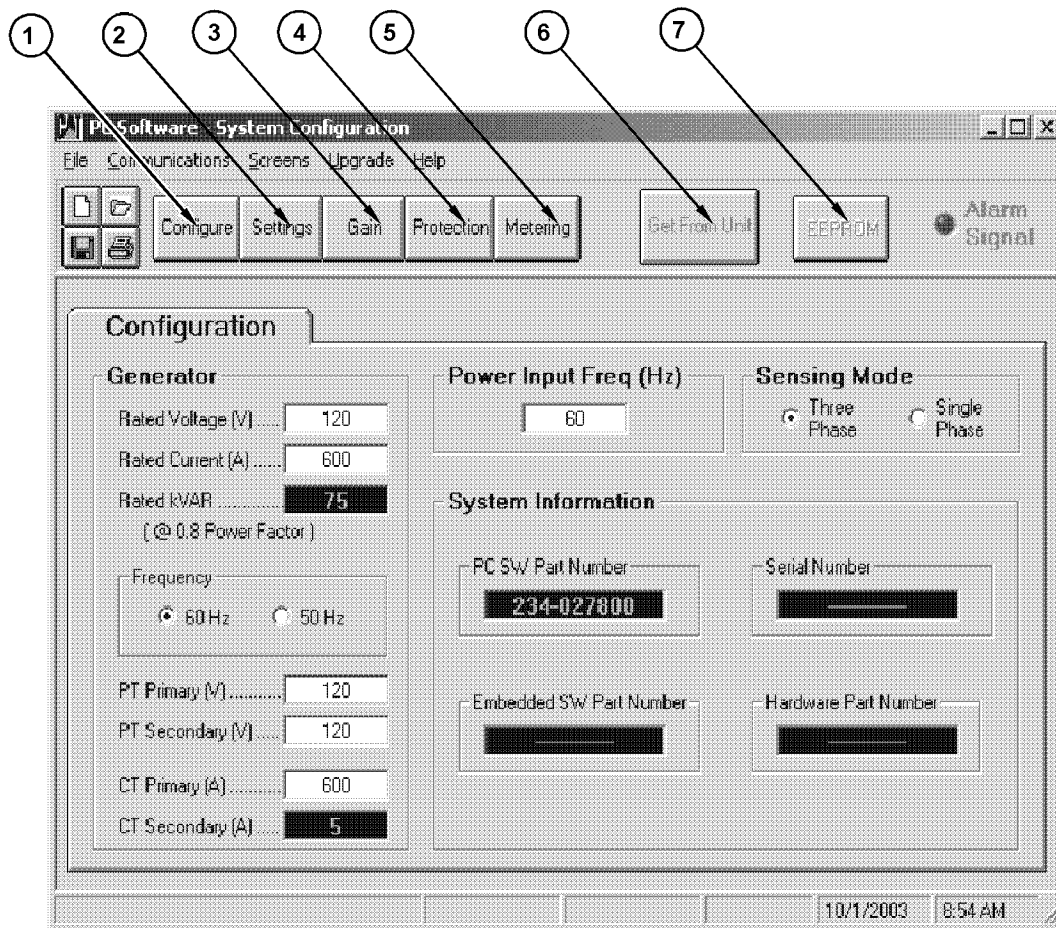 1 2 3 4 5 6 7
CAT PC Software - System Configuration
File Communications Screens Upgrade Help
Configure Settings Gain Protection Metering Get From Unit EEPROM Alarm Signal
Configuration
Generator
Rated Voltage (V) ..... 120
Rated Current (A) ...... 600
Rated kVAR .............. 75
( @ 0.8 Power Factor )
Frequency
60 Hz 50 Hz
PT Primary (V) ........... 120
PT Secondary (V) ..... 120
CT Primary (A) ........... 600
CT Secondary (A) ..... 5
Power Input Freq (Hz)
60
Sensing Mode
Three Phase Single Phase
System Information
PC SW Part Number
234-027800
Serial Number
Embedded SW Part Number
Hardware Part Number
10/1/2003 8:54 AM